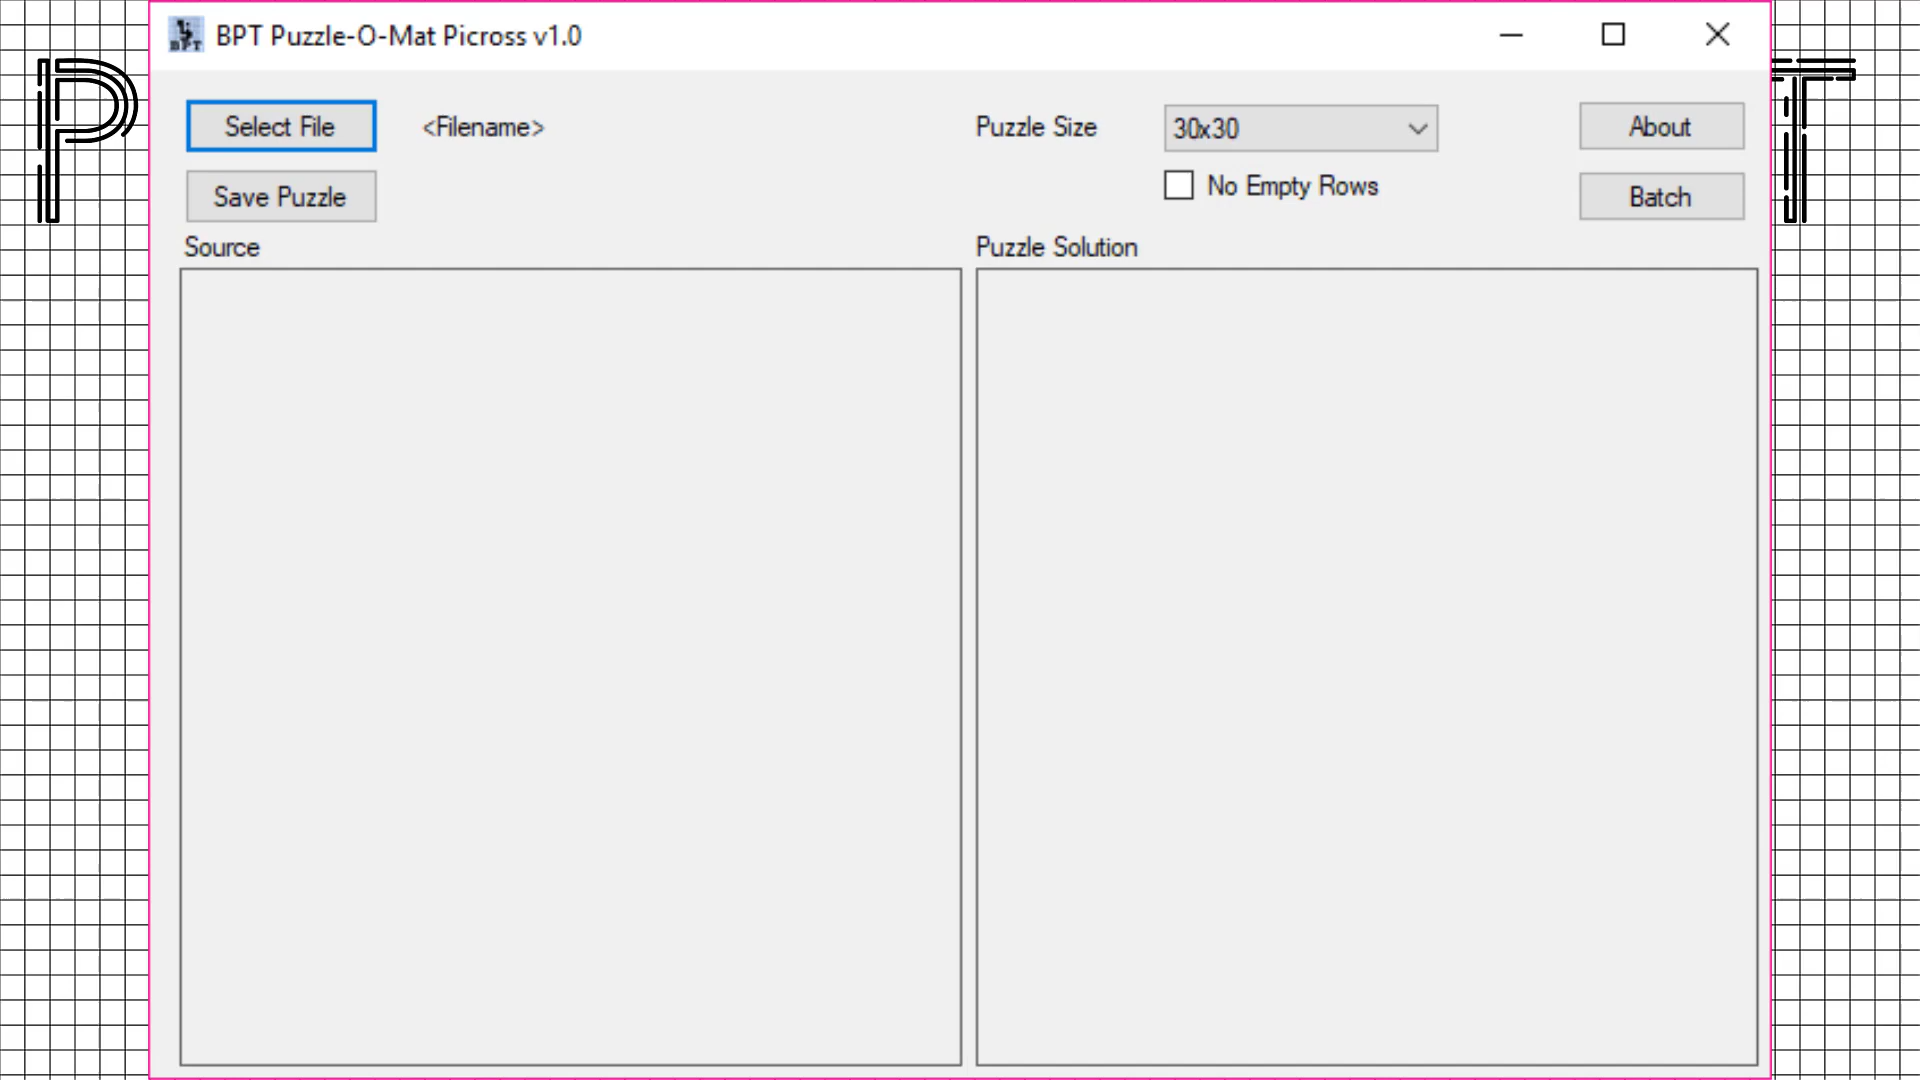 BPT Puzzle-O-Mat Picross v1.0
P
T
Select File <Filename> Puzzle Size 30x30 About
Save Puzzle No Empty Rows Batch
Source Puzzle Solution
BPT